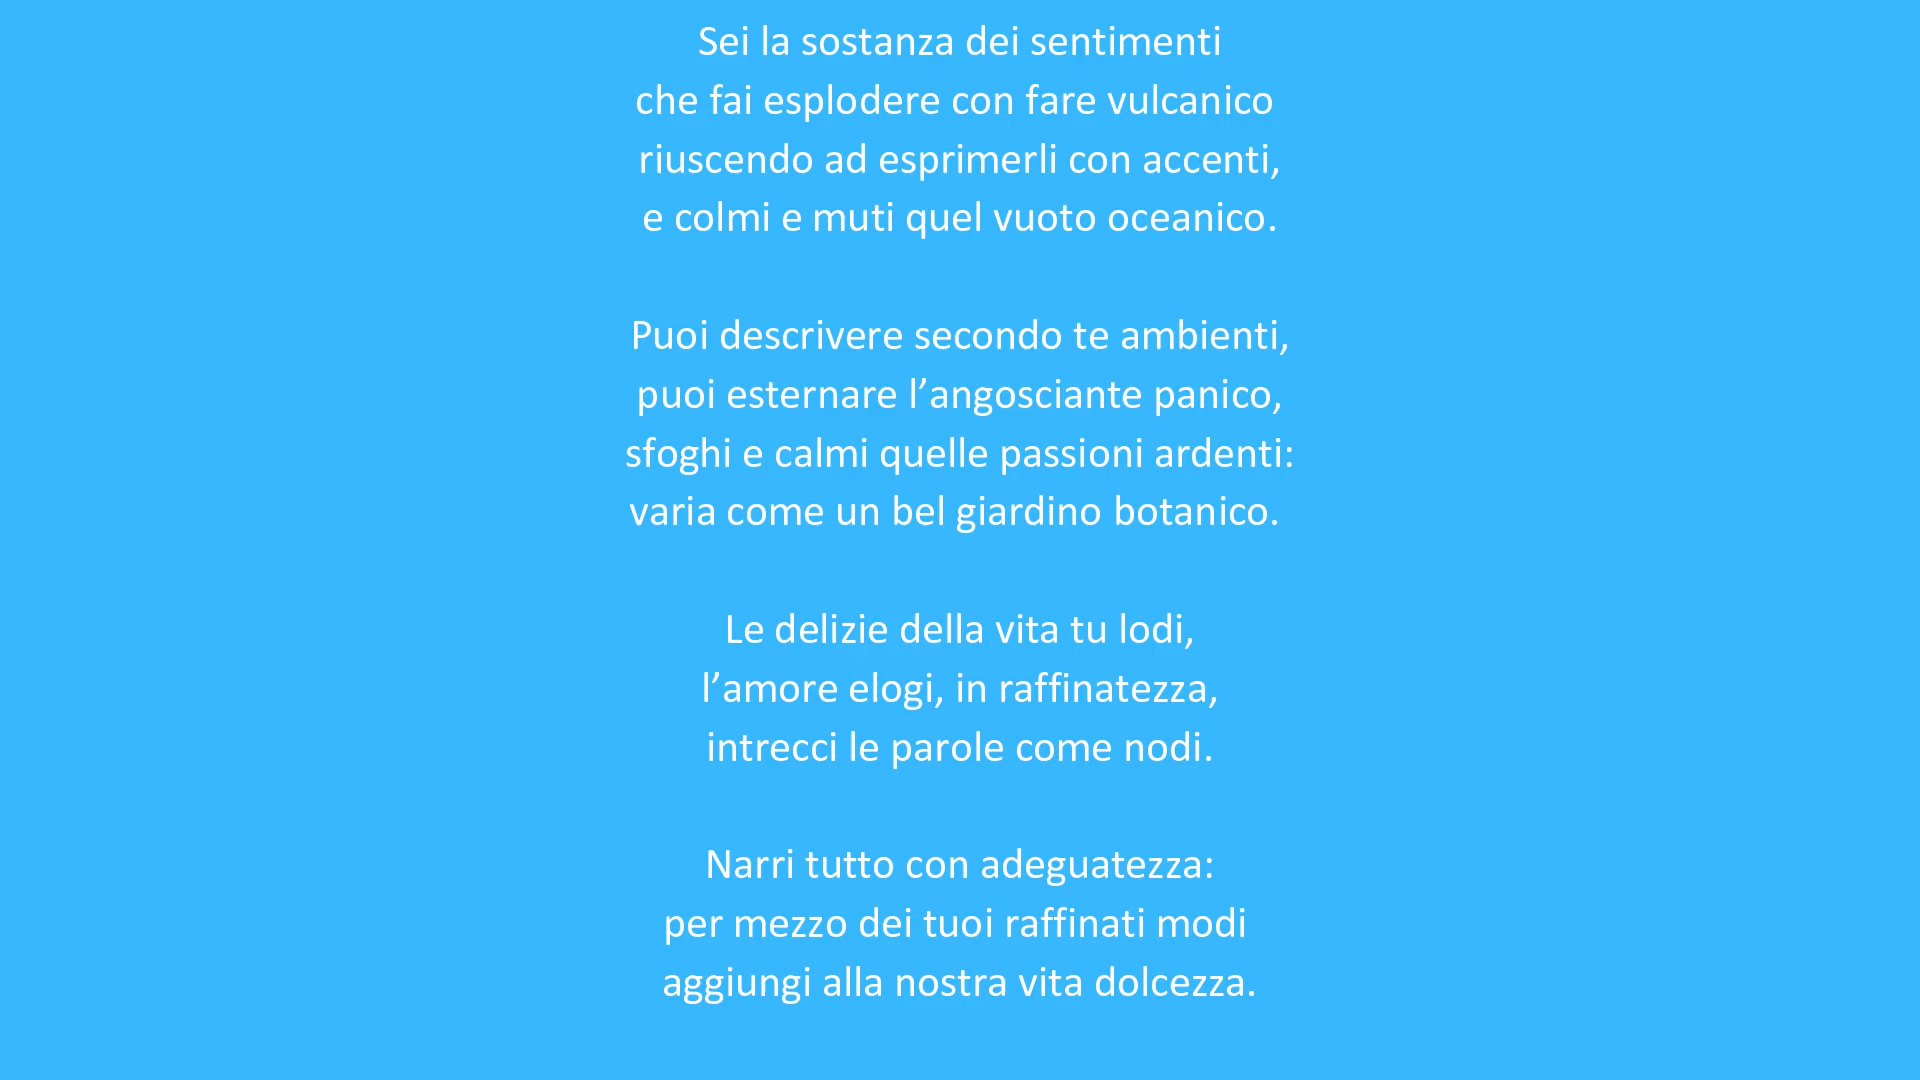 Sei la sostanza dei sentimenti
che fai esplodere con fare vulcanico
riuscendo ad esprimerli con accenti,
e colmi e muti quel vuoto oceanico.
Puoi descrivere secondo te ambienti,
puoi esternare l’angosciante panico,
sfoghi e calmi quelle passioni ardenti:
varia come un bel giardino botanico.
Le delizie della vita tu lodi,
l’amore elogi, in raffinatezza,
intrecci le parole come nodi.
Narri tutto con adeguatezza:
per mezzo dei tuoi raffinati modi
aggiungi alla nostra vita dolcezza.